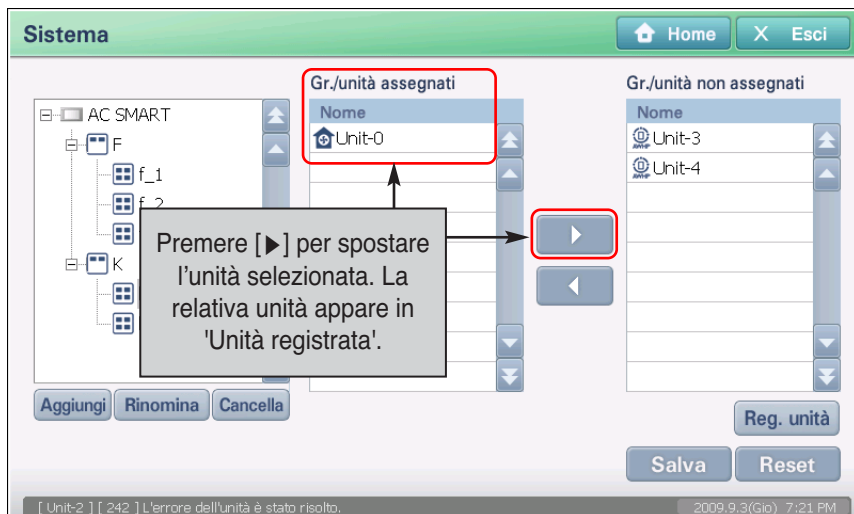 Sistema
Home
X Esci
Gr./unità assegnati
Gr./unità non assegnati
AC SMART
F
f_1
f_2
K
Nome
Unit-0
Nome
Unit-3
Unit-4
Premere [▶] per spostare
l'unità selezionata. La
relativa unità appare in
'Unità registrata'.
Aggiungi
Rinomina
Cancella
Reg. unità
Salva
Reset
[ Unit-2 ] [ 242 ] L'errore dell'unità è stato risolto.
2009.9.3(Gio) 7:21 PM